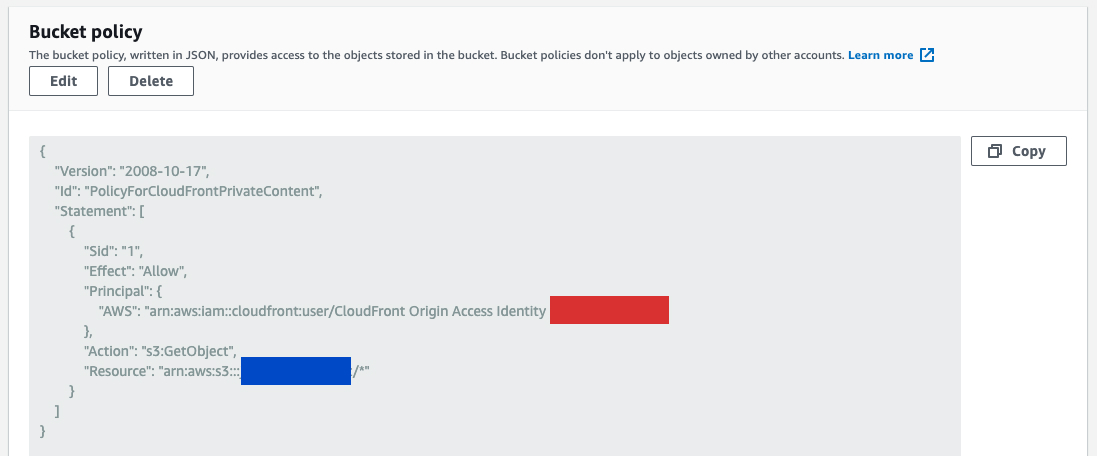 Bucket policy
The bucket policy, written in JSON, provides access to the objects stored in the bucket. Bucket policies don't apply to objects owned by other accounts. Learn more
Edit Delete
Copy
{
"Version": "2008-10-17",
"Id": "PolicyForCloudFrontPrivateContent",
"Statement": [
{
"Sid": "1",
"Effect": "Allow",
"Principal": {
"AWS": "arn:aws:iam::cloudfront:user/CloudFront Origin Access Identity
},
"Action": "s3:GetObject",
"Resource": "arn:aws:s3::: /*"
}
]
}